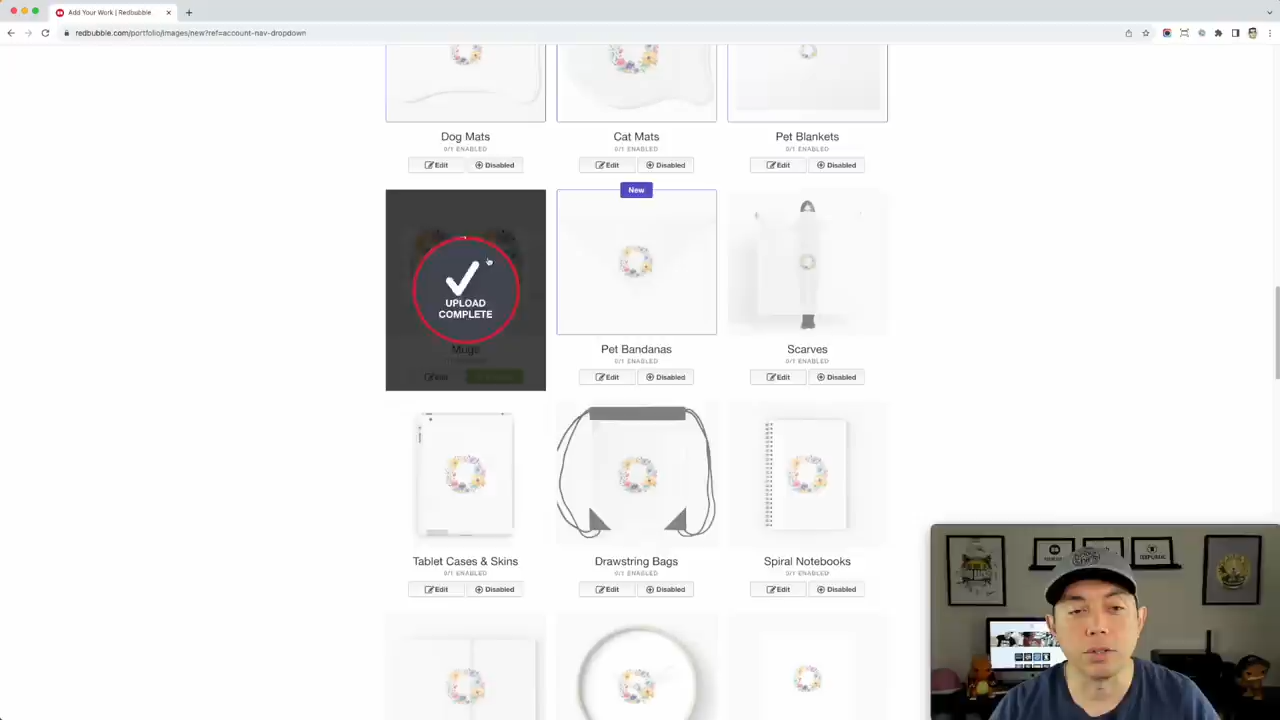 Add Your Work | Redbubble
redbubble.com/portfolio/images/new?ref=account-nav-dropdown
Dog Mats
Cat Mats
Pet Blankets
0/1 ENABLED
0/1 ENABLED
0/1 ENABLED
Edit
Disabled
Edit
Disabled
Edit
Disabled
New
UPLOAD
COMPLETE
Mugs
Pet Bandanas
Scarves
0/1 ENABLED
0/1 ENABLED
Edit
Edit
Disabled
Edit
Disabled
Tablet Cases & Skins
Drawstring Bags
Spiral Notebooks
0/1 ENABLED
0/1 ENABLED
0/1 ENABLED
Edit
Disabled
Edit
Disabled
Edit
Disabled